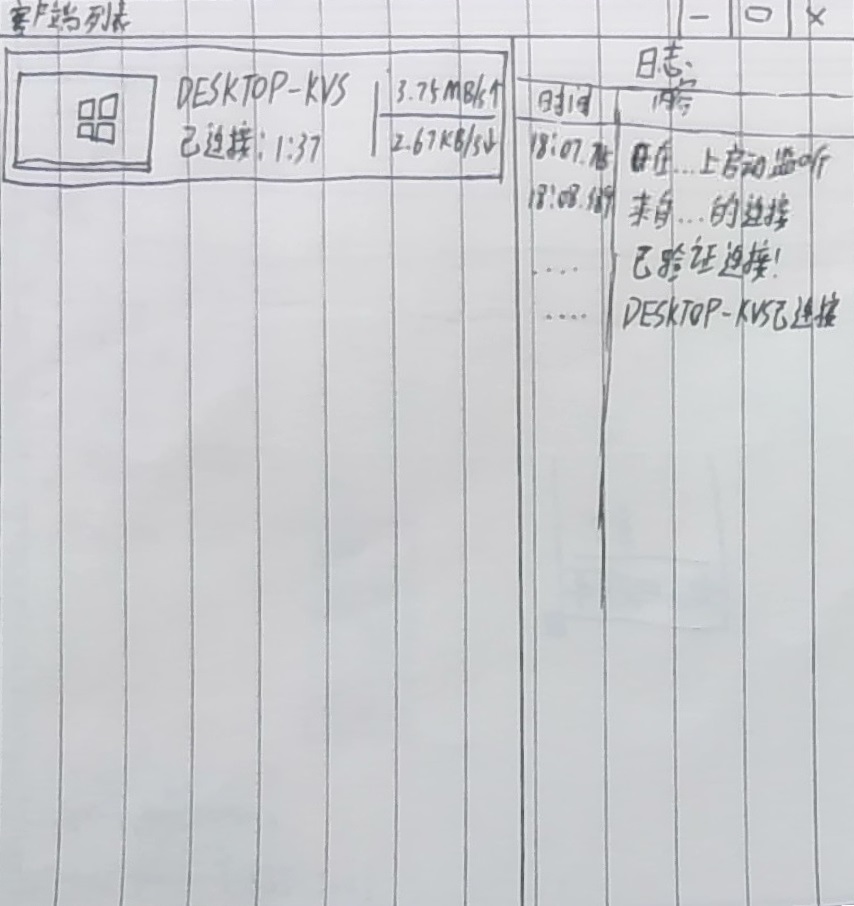 客户端列表
— □ ×
DESKTOP-KVS
已连接：1:37
3.75MB/s↑
2.67KB/s↓
日志：
时间 内容
18:07. 已在...上启动监听
18:08. 来自...的连接
.... 已验证连接！
.... DESKTOP-KVS已连接